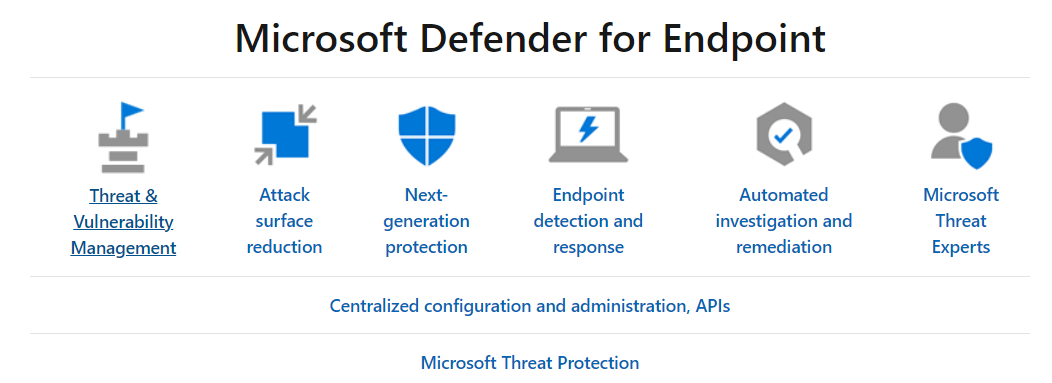 Microsoft Defender for Endpoint
Threat &
Vulnerability
Management
Attack
surface
reduction
Next-
generation
protection
Endpoint
detection and
response
Automated
investigation and
remediation
Microsoft
Threat
Experts
Centralized configuration and administration, APIs
Microsoft Threat Protection